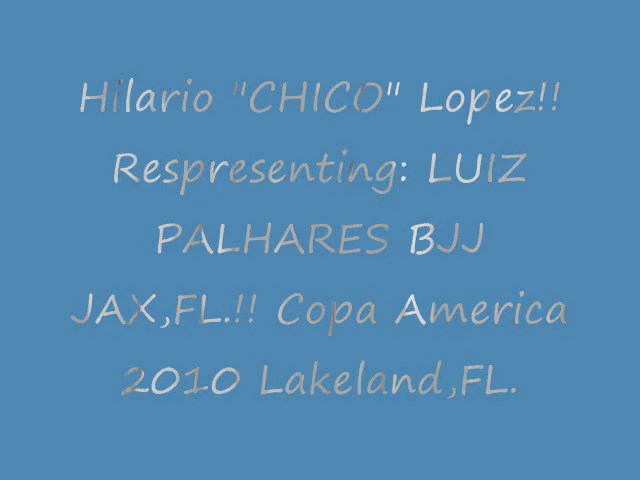 Hilario "CHICO" Lopez!!
Respresenting: LUIZ
PALHARES BJJ
JAX,FL.!! Copa America
2010 Lakeland,FL.